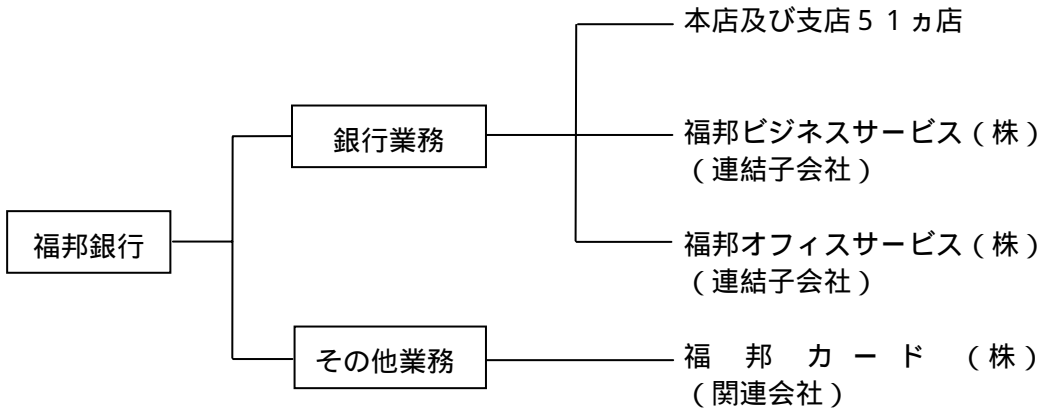 本店及び支店５１ヵ店
銀行業務
福邦ビジネスサービス（株）
（連結子会社）
福邦銀行
福邦オフィスサービス（株）
（連結子会社）
その他業務
福　邦　カ　ー　ド　（株）
（関連会社）